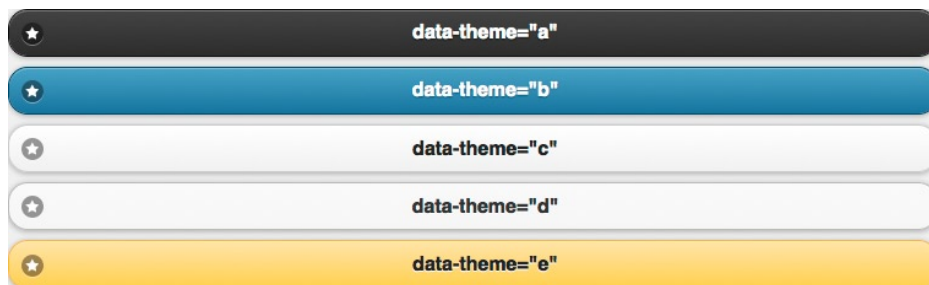 data-theme="a"
data-theme="b"
data-theme="c"
data-theme="d"
data-theme="e"